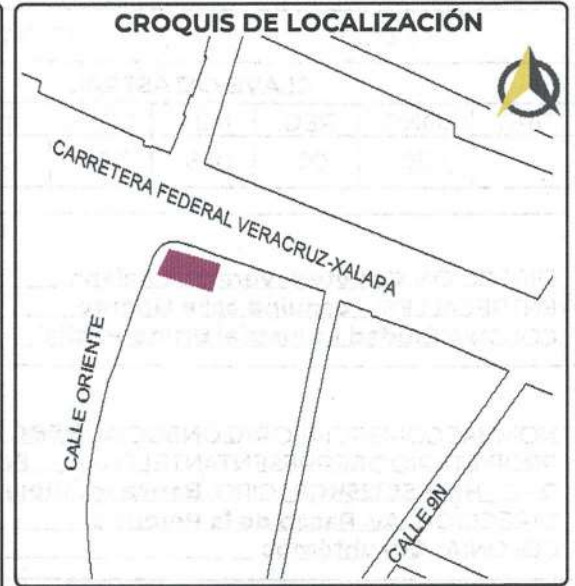 CROQUIS DE LOCALIZACIÓN
CARRETERA FEDERAL VERACRUZ-XALAPA
CALLE ORIENTE
CALLE 9N